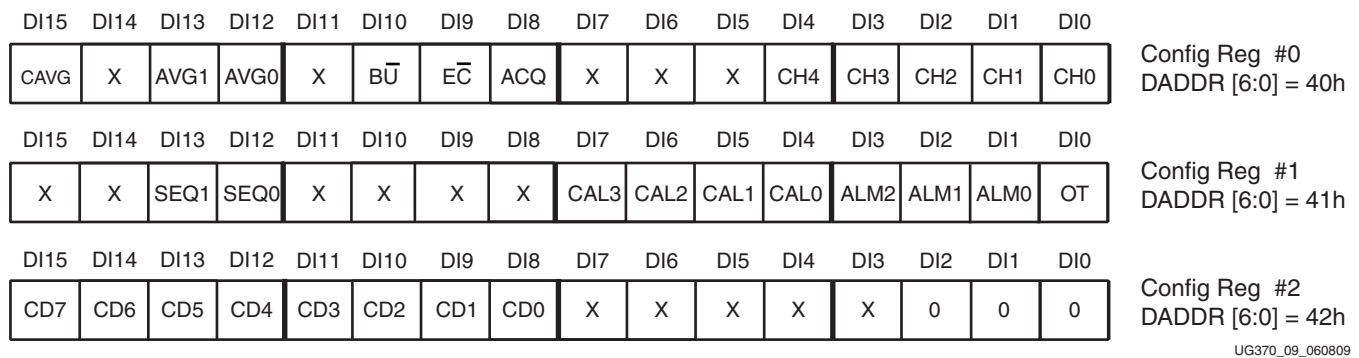 DI15 DI14 DI13 DI12 DI11 DI10 DI9 DI8 DI7 DI6 DI5 DI4 DI3 DI2 DI1 DI0
CAVG X AVG1 AVG0 X BU̅ EC̅ ACQ X X X CH4 CH3 CH2 CH1 CH0
Config Reg #0
DADDR [6:0] = 40h
DI15 DI14 DI13 DI12 DI11 DI10 DI9 DI8 DI7 DI6 DI5 DI4 DI3 DI2 DI1 DI0
X X SEQ1 SEQ0 X X X X CAL3 CAL2 CAL1 CAL0 ALM2 ALM1 ALM0 OT
Config Reg #1
DADDR [6:0] = 41h
DI15 DI14 DI13 DI12 DI11 DI10 DI9 DI8 DI7 DI6 DI5 DI4 DI3 DI2 DI1 DI0
CD7 CD6 CD5 CD4 CD3 CD2 CD1 CD0 X X X X X 0 0 0
Config Reg #2
DADDR [6:0] = 42h
UG370_09_060809